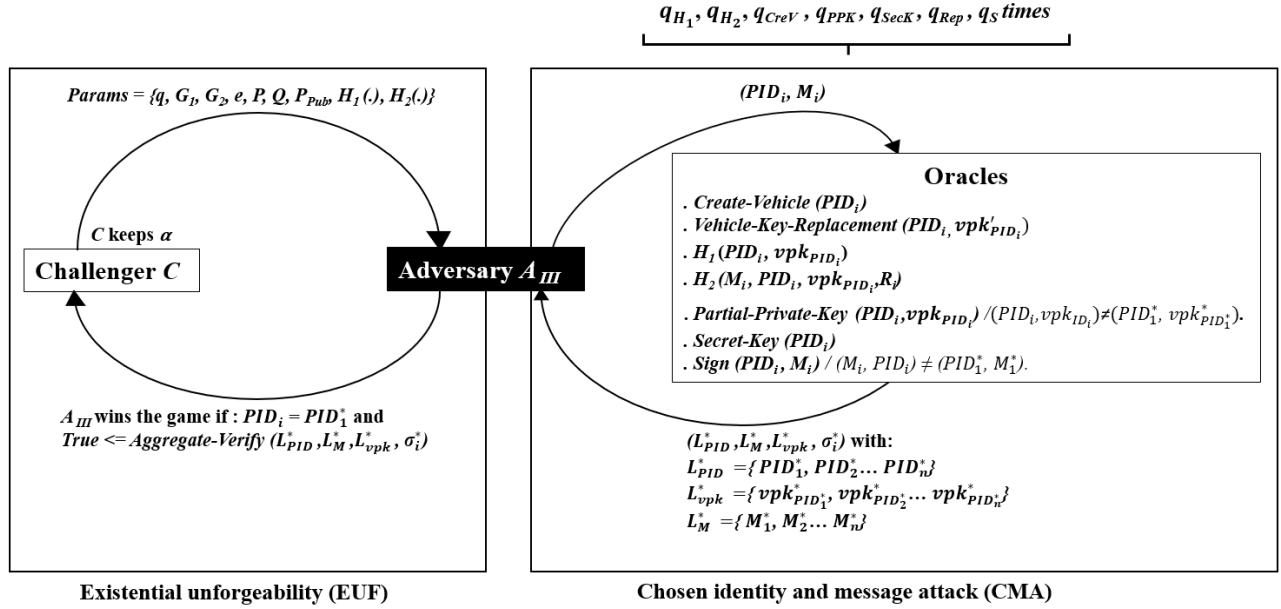 q_{H_1}, q_{H_2}, q_{CreV}, q_{PPK}, q_{SecK}, q_{Rep}, q_S times
Params = {q, G_1, G_2, e, P, Q, P_{Pub}, H_1(.), H_2(.)}
C keeps α
Challenger C
Adversary A_{III}
A_{III} wins the game if : PID_i = PID_1^* and
True <= Aggregate-Verify (L_{PID}^*, L_M^*, L_{vpk}^*, σ_i^*)
Existential unforgeability (EUF)
(PID_i, M_i)
Oracles
. Create-Vehicle (PID_i)
. Vehicle-Key-Replacement (PID_i, vpk'_{PID_i})
. H_1(PID_i, vpk_{PID_i})
. H_2(M_i, PID_i, vpk_{PID_i}, R_i)
. Partial-Private-Key (PID_i, vpk_{PID_i}) /(PID_i, vpk_{ID_i})≠(PID_1^*, vpk_{PID_1^*}^*).
. Secret-Key (PID_i)
. Sign (PID_i, M_i) / (M_i, PID_i) ≠ (PID_1^*, M_1^*).
(L_{PID}^*, L_M^*, L_{vpk}^*, σ_i^*) with:
L_{PID}^* ={PID_1^*, PID_2^*… PID_n^*}
L_{vpk}^* ={vpk_{PID_1^*}^*, vpk_{PID_2^*}^*… vpk_{PID_n^*}^*}
L_M^* ={M_1^*, M_2^*… M_n^*}
Chosen identity and message attack (CMA)